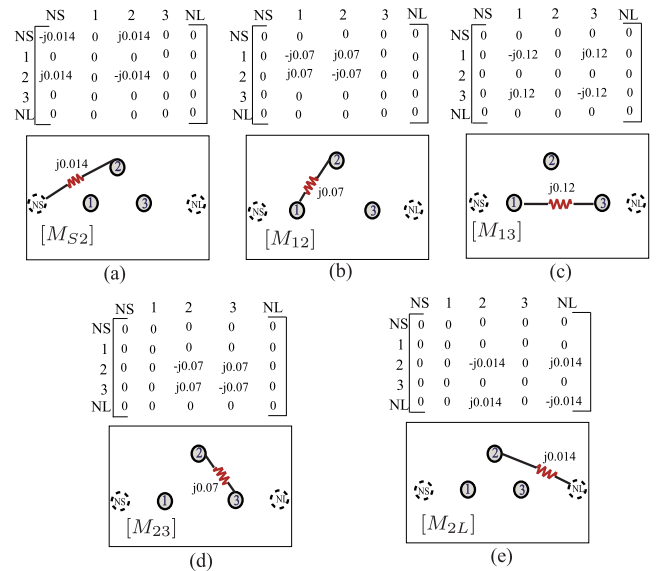 NS 1 2 3 NL
NS -j0.014 0 j0.014 0 0
1 0 0 0 0 0
2 j0.014 0 -j0.014 0 0
3 0 0 0 0 0
NL 0 0 0 0 0
j0.014
2
NS 1 3 NL
[M_{S2}]
(a)
NS 1 2 3 NL
NS 0 0 0 0 0
1 0 -j0.07 j0.07 0 0
2 0 j0.07 -j0.07 0 0
3 0 0 0 0 0
NL 0 0 0 0 0
2
j0.07
NS 1 3 NL
[M_{12}]
(b)
NS 1 2 3 NL
NS 0 0 0 0 0
1 0 -j0.12 0 j0.12 0
2 0 0 0 0 0
3 0 j0.12 0 -j0.12 0
NL 0 0 0 0 0
2
j0.12
NS 1 3 NL
[M_{13}]
(c)
NS 1 2 3 NL
NS 0 0 0 0 0
1 0 0 0 0 0
2 0 0 -j0.07 j0.07 0
3 0 0 j0.07 -j0.07 0
NL 0 0 0 0 0
2
j0.07
NS 1 3 NL
[M_{23}]
(d)
NS 1 2 3 NL
NS 0 0 0 0 0
1 0 0 0 0 0
2 0 0 -j0.014 0 j0.014
3 0 0 0 0 0
NL 0 0 j0.014 0 -j0.014
2
j0.014
NS 1 3 NL
[M_{2L}]
(e)